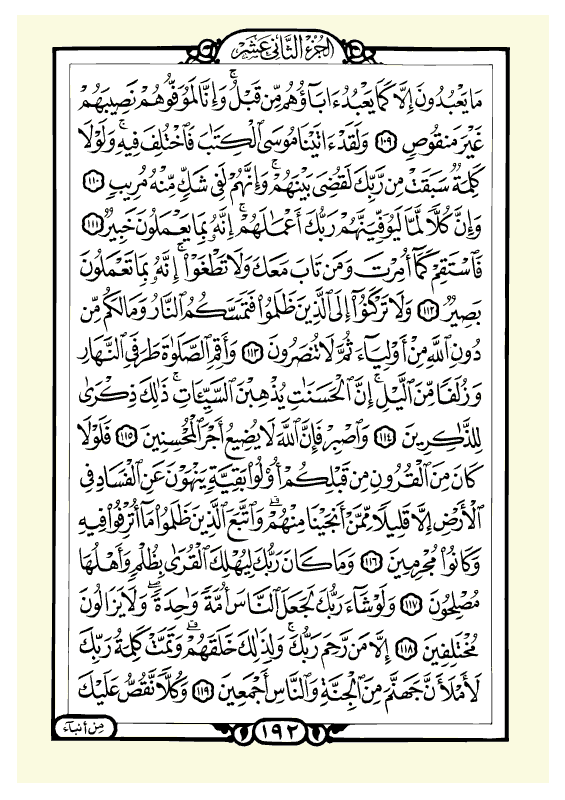 الجزء الثاني عشر
مَا يَعْبُدُونَ إِلَّا كَمَا يَعْبُدُ ءَابَآؤُهُم مِّن قَبْلُ ۚ وَإِنَّا لَمُوَفُّوهُمْ نَصِيبَهُمْ
غَيْرَ مَنقُوصٍ ١٠٩ وَلَقَدْ ءَاتَيْنَا مُوسَى ٱلْكِتَٰبَ فَٱخْتُلِفَ فِيهِ ۚ وَلَوْلَا
كَلِمَةٌ سَبَقَتْ مِن رَّبِّكَ لَقُضِىَ بَيْنَهُمْ ۚ وَإِنَّهُمْ لَفِى شَكٍّ مِّنْهُ مُرِيبٍ ١١٠
وَإِنَّ كُلًّا لَّمَّا لَيُوَفِّيَنَّهُمْ رَبُّكَ أَعْمَٰلَهُمْ ۚ إِنَّهُۥ بِمَا يَعْمَلُونَ خَبِيرٌ ١١١
فَٱسْتَقِمْ كَمَآ أُمِرْتَ وَمَن تَابَ مَعَكَ وَلَا تَطْغَوْا۟ ۚ إِنَّهُۥ بِمَا تَعْمَلُونَ
بَصِيرٌ ١١٢ وَلَا تَرْكَنُوٓا۟ إِلَى ٱلَّذِينَ ظَلَمُوا۟ فَتَمَسَّكُمُ ٱلنَّارُ وَمَا لَكُم مِّن
دُونِ ٱللَّهِ مِنْ أَوْلِيَآءَ ثُمَّ لَا تُنصَرُونَ ١١٣ وَأَقِمِ ٱلصَّلَوٰةَ طَرَفَىِ ٱلنَّهَارِ
وَزُلَفًا مِّنَ ٱلَّيْلِ ۚ إِنَّ ٱلْحَسَنَٰتِ يُذْهِبْنَ ٱلسَّيِّـَٔاتِ ۚ ذَٰلِكَ ذِكْرَىٰ
لِلذَّٰكِرِينَ ١١٤ وَٱصْبِرْ فَإِنَّ ٱللَّهَ لَا يُضِيعُ أَجْرَ ٱلْمُحْسِنِينَ ١١٥ فَلَوْلَا
كَانَ مِنَ ٱلْقُرُونِ مِن قَبْلِكُمْ أُو۟لُوا۟ بَقِيَّةٍ يَنْهَوْنَ عَنِ ٱلْفَسَادِ فِى
ٱلْأَرْضِ إِلَّا قَلِيلًا مِّمَّنْ أَنجَيْنَا مِنْهُمْ ۗ وَٱتَّبَعَ ٱلَّذِينَ ظَلَمُوا۟ مَآ أُتْرِفُوا۟ فِيهِ
وَكَانُوا۟ مُجْرِمِينَ ١١٦ وَمَا كَانَ رَبُّكَ لِيُهْلِكَ ٱلْقُرَىٰ بِظُلْمٍ وَأَهْلُهَا
مُصْلِحُونَ ١١٧ وَلَوْ شَآءَ رَبُّكَ لَجَعَلَ ٱلنَّاسَ أُمَّةً وَٰحِدَةً ۖ وَلَا يَزَالُونَ
مُخْتَلِفِينَ ١١٨ إِلَّا مَن رَّحِمَ رَبُّكَ ۚ وَلِذَٰلِكَ خَلَقَهُمْ ۗ وَتَمَّتْ كَلِمَةُ رَبِّكَ
لَأَمْلَأَنَّ جَهَنَّمَ مِنَ ٱلْجِنَّةِ وَٱلنَّاسِ أَجْمَعِينَ ١١٩ وَكُلًّا نَّقُصُّ عَلَيْكَ
من أنباء
١٩٢